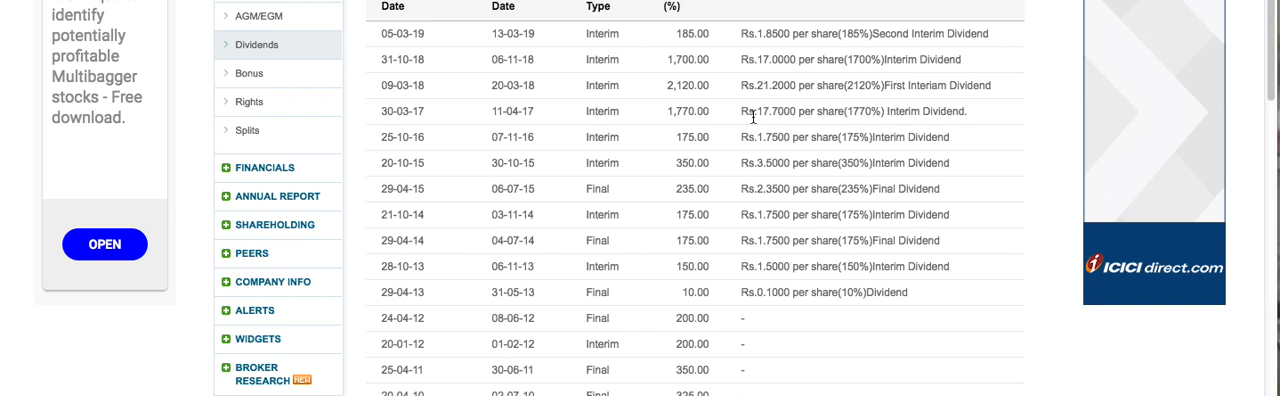 identify
potentially
profitable
Multibagger
stocks - Free
download.
OPEN
AGM/EGM
Dividends
Bonus
Rights
Splits
FINANCIALS
ANNUAL REPORT
SHAREHOLDING
PEERS
COMPANY INFO
ALERTS
WIDGETS
BROKER
RESEARCH NEW
Date Date Type (%)
05-03-19 13-03-19 Interim 185.00 Rs.1.8500 per share(185%)Second Interim Dividend
31-10-18 06-11-18 Interim 1,700.00 Rs.17.0000 per share(1700%)Interim Dividend
09-03-18 20-03-18 Interim 2,120.00 Rs.21.2000 per share(2120%)First Interiam Dividend
30-03-17 11-04-17 Interim 1,770.00 Rs.17.7000 per share(1770%) Interim Dividend.
25-10-16 07-11-16 Interim 175.00 Rs.1.7500 per share(175%)Interim Dividend
20-10-15 30-10-15 Interim 350.00 Rs.3.5000 per share(350%)Interim Dividend
29-04-15 06-07-15 Final 235.00 Rs.2.3500 per share(235%)Final Dividend
21-10-14 03-11-14 Interim 175.00 Rs.1.7500 per share(175%)Interim Dividend
29-04-14 04-07-14 Final 175.00 Rs.1.7500 per share(175%)Final Dividend
28-10-13 06-11-13 Interim 150.00 Rs.1.5000 per share(150%)Interim Dividend
29-04-13 31-05-13 Final 10.00 Rs.0.1000 per share(10%)Dividend
24-04-12 08-06-12 Final 200.00 -
20-01-12 01-02-12 Interim 200.00 -
25-04-11 30-06-11 Final 350.00 -
ICICI direct.com